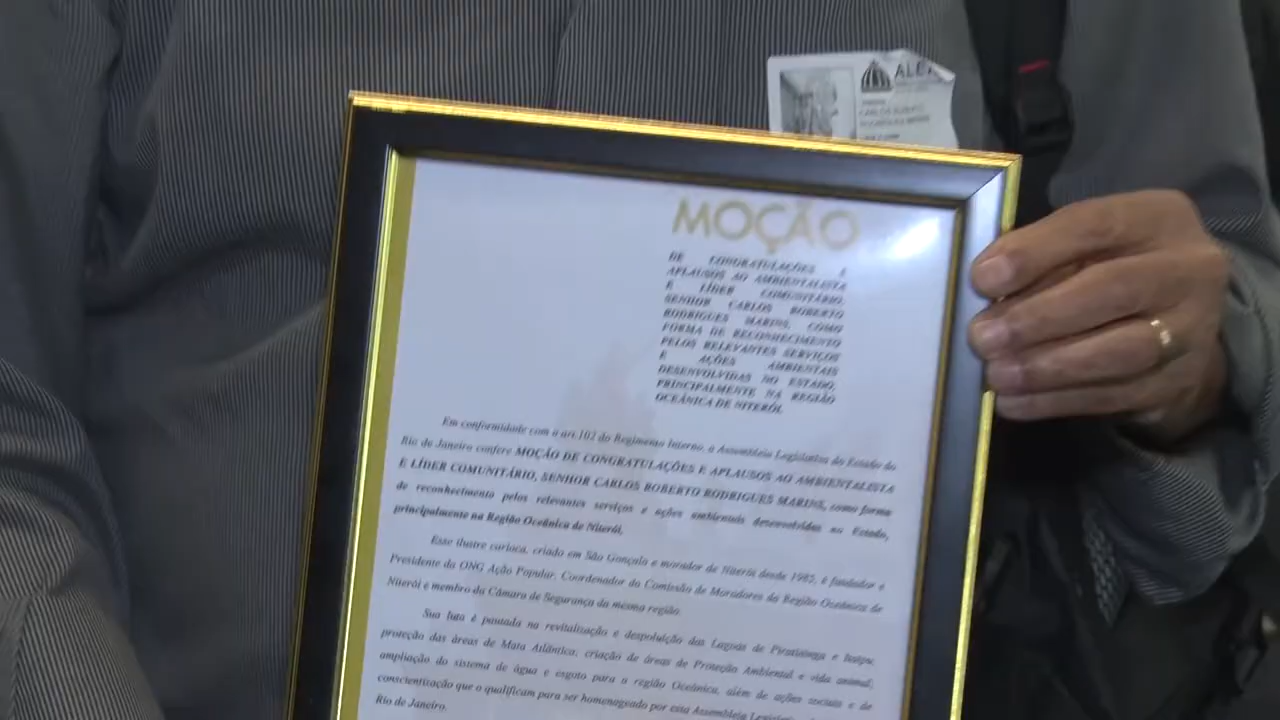 ALE
MOÇÃO
DE CONGRATULAÇÕES E
APLAUSOS AO AMBIENTALISTA
E LÍDER COMUNITÁRIO,
SENHOR CARLOS ROBERTO
RODRIGUES MARINS, COMO
FORMA DE RECONHECIMENTO
PELOS RELEVANTES SERVIÇOS
E AÇÕES AMBIENTAIS
DESENVOLVIDAS NO ESTADO,
PRINCIPALMENTE NA REGIÃO
OCEÂNICA DE NITERÓI.
Em conformidade com o art.102 do Regimento Interno, a Assembleia Legislativa do Estado do
Rio de Janeiro confere MOÇÃO DE CONGRATULAÇÕES E APLAUSOS AO AMBIENTALISTA
E LÍDER COMUNITÁRIO, SENHOR CARLOS ROBERTO RODRIGUES MARINS, como forma
de reconhecimento pelos relevantes serviços e ações ambientais desenvolvidas no Estado,
principalmente na Região Oceânica de Niterói.
Esse ilustre carioca, criado em São Gonçalo e morador de Niterói desde 1985, é fundador e
Presidente da ONG Ação Popular, Coordenador da Comissão de Moradores da Região Oceânica de
Niterói e membro da Câmara de Segurança da mesma região.
Sua luta é pautada na revitalização e despoluição das Lagoas de Piratininga e Itaipu,
proteção das áreas de Mata Atlântica, criação de áreas de Proteção Ambiental e vida animal,
ampliação do sistema de água e esgoto para a região Oceânica, além de ações sociais e de
conscientização que o qualificam para ser homenageado por esta Assembleia
Rio de Janeiro.